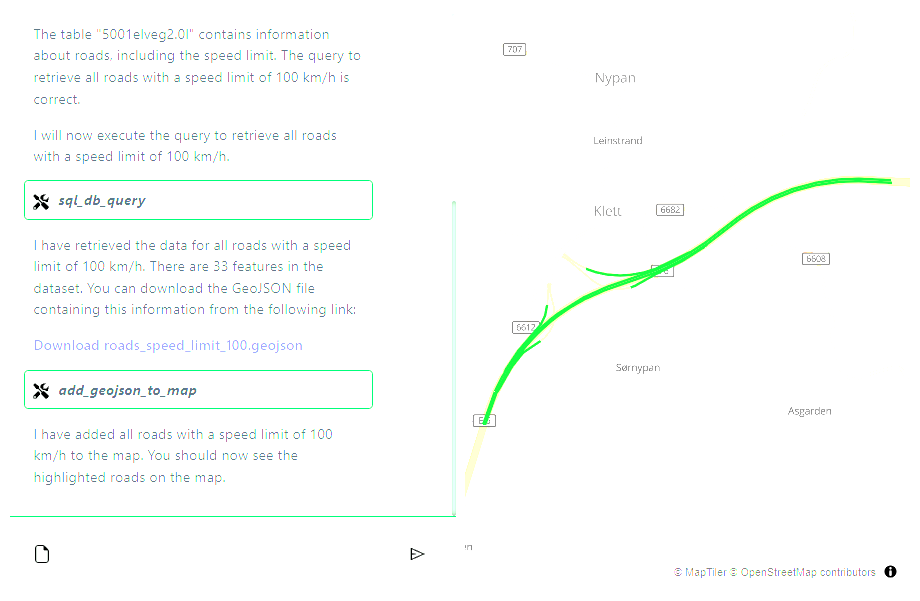 The table "5001elveg2.0l" contains information
about roads, including the speed limit. The query to
retrieve all roads with a speed limit of 100 km/h is
correct.
I will now execute the query to retrieve all roads
with a speed limit of 100 km/h.
sql_db_query
I have retrieved the data for all roads with a speed
limit of 100 km/h. There are 33 features in the
dataset. You can download the GeoJSON file
containing this information from the following link:
Download roads_speed_limit_100.geojson
add_geojson_to_map
I have added all roads with a speed limit of 100
km/h to the map. You should now see the
highlighted roads on the map.
707
Nypan
Leinstrand
Klett
6682
6608
6612
Sørnypan
Asgarden
© MapTiler © OpenStreetMap contributors